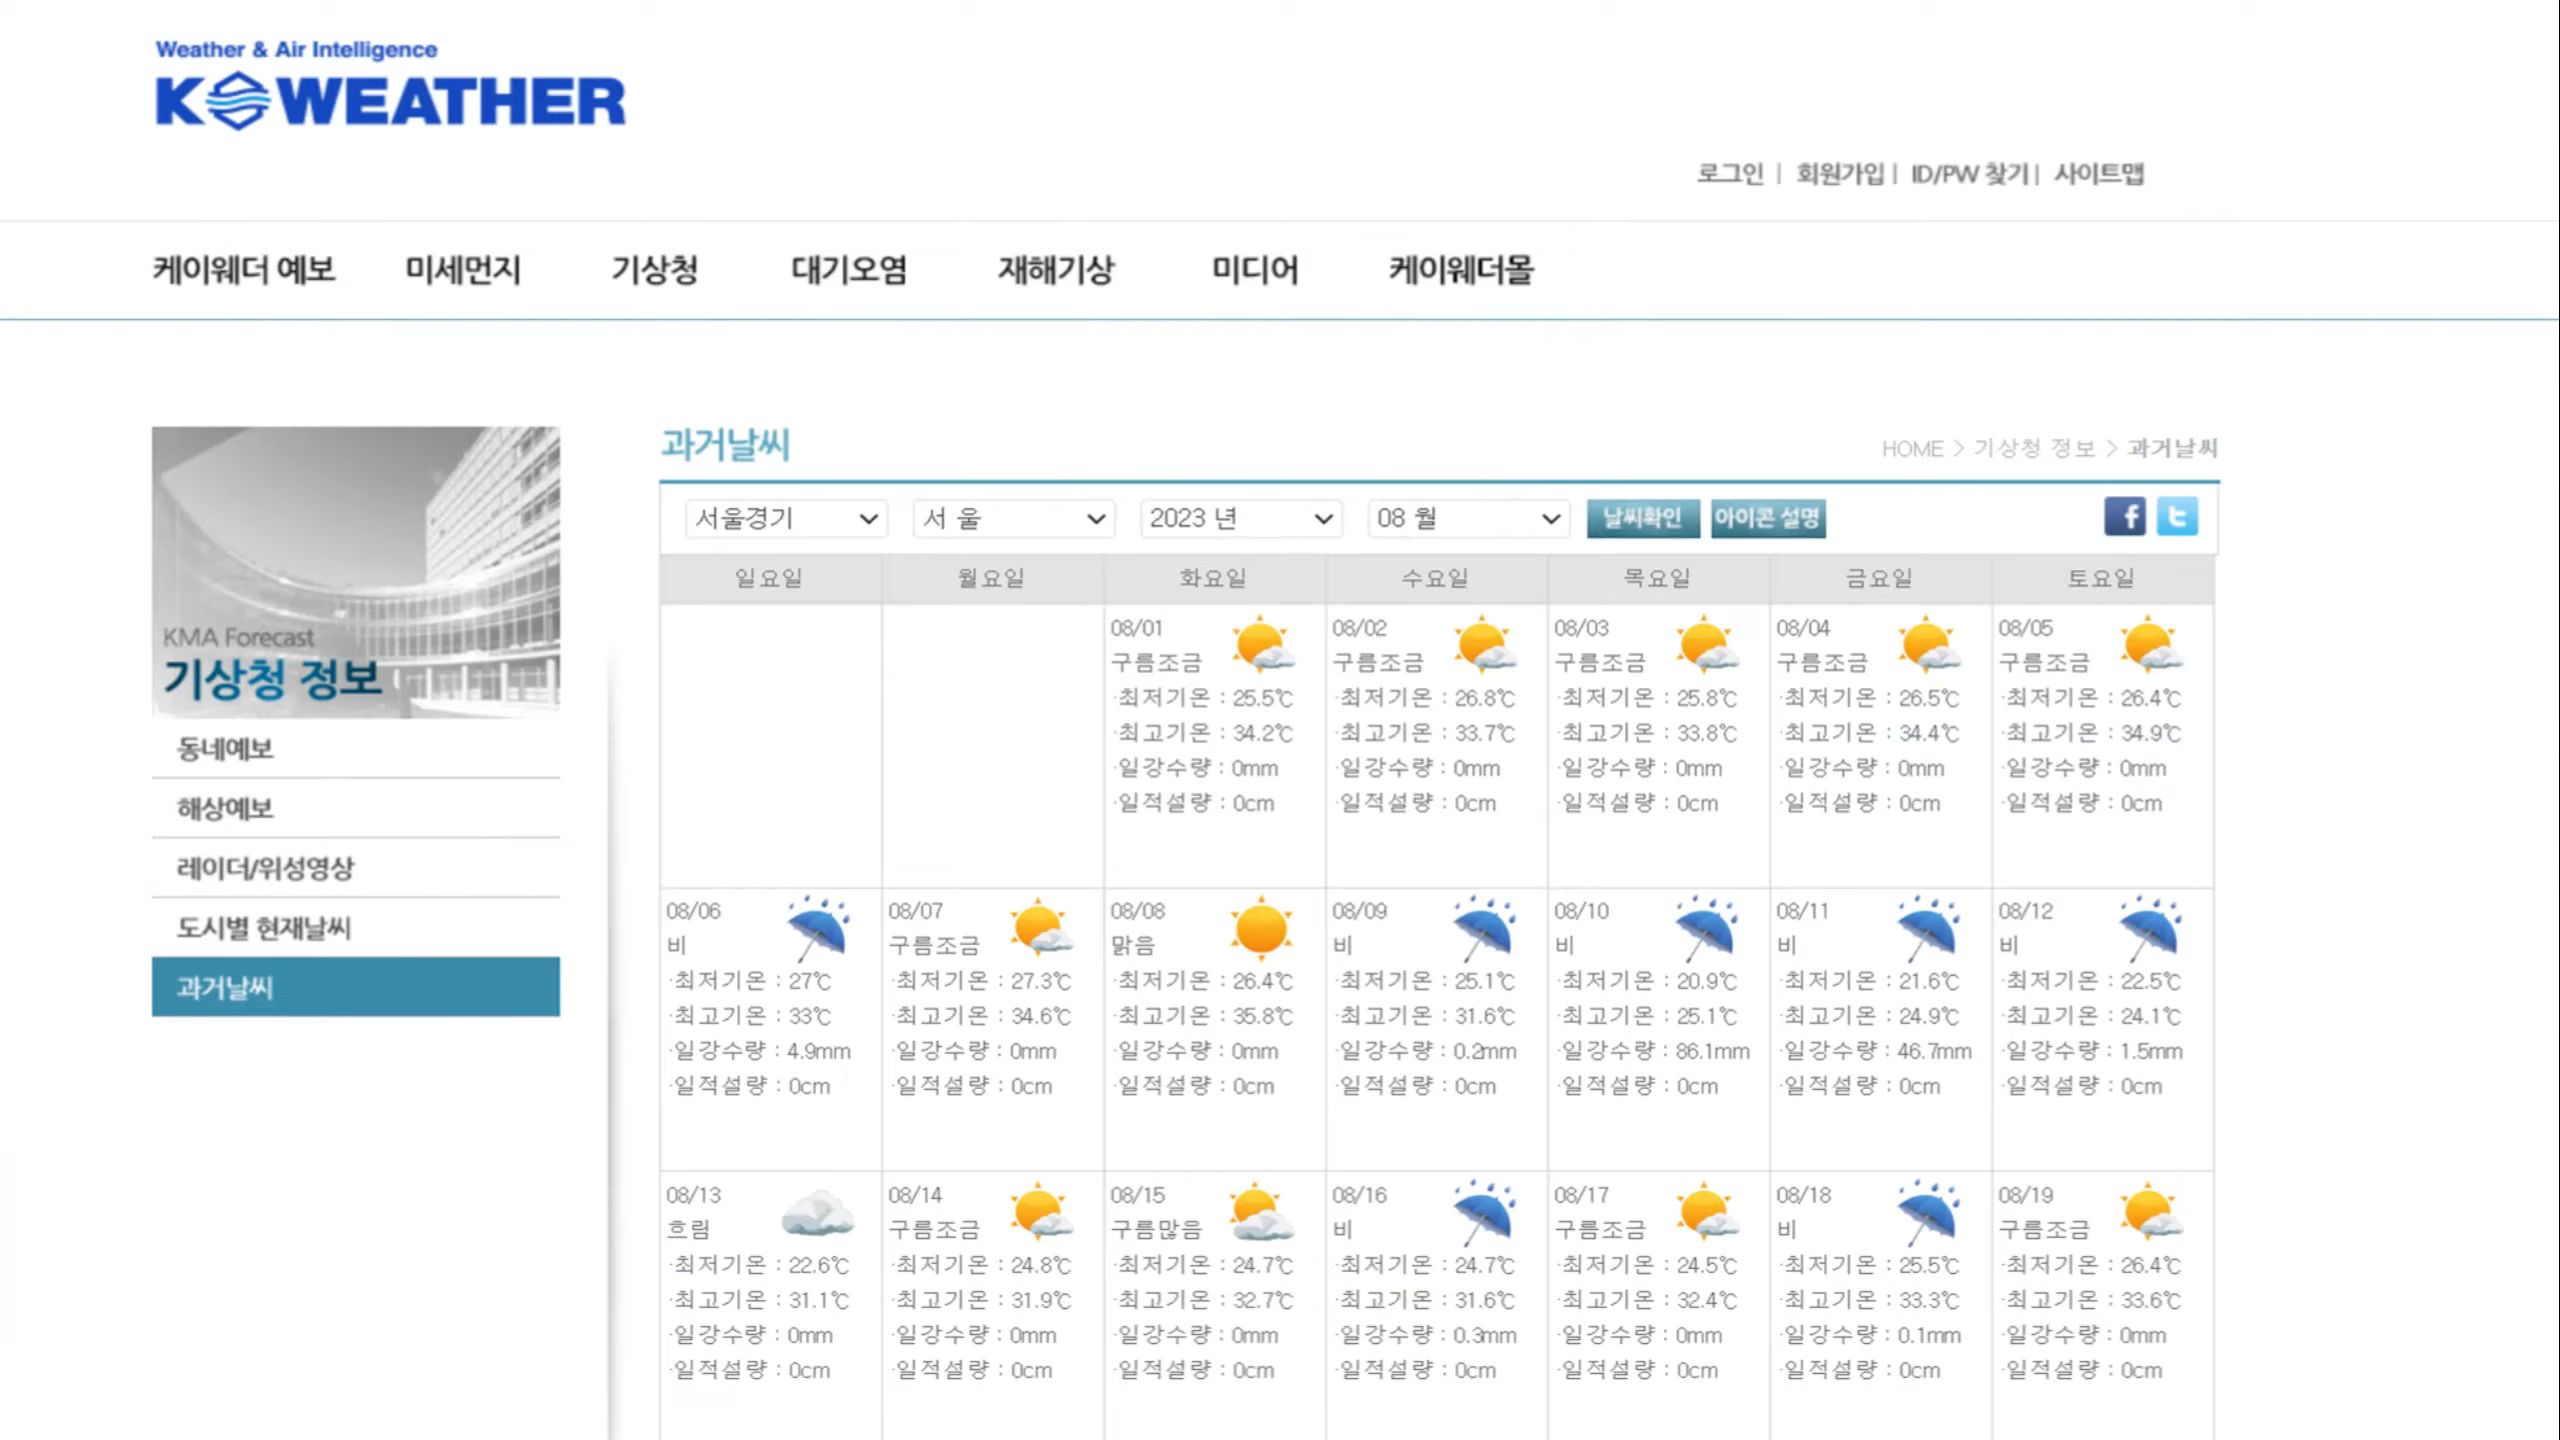 Weather & Air Intelligence
K WEATHER
로그인 | 회원가입 | ID/PW 찾기 | 사이트맵
케이웨더 예보 미세먼지 기상청 대기오염 재해기상 미디어 케이웨더몰
KMA Forecast
기상청 정보
동네예보
해상예보
레이더/위성영상
도시별 현재날씨
과거날씨
과거날씨
HOME > 기상청 정보 > 과거날씨
서울경기 서 울 2023 년 08 월 날씨확인 아이콘 설명
일요일 월요일 화요일 수요일 목요일 금요일 토요일
08/01 08/02 08/03 08/04 08/05
구름조금 구름조금 구름조금 구름조금 구름조금
·최저기온 : 25.5℃ ·최저기온 : 26.8℃ ·최저기온 : 25.8℃ ·최저기온 : 26.5℃ ·최저기온 : 26.4℃
·최고기온 : 34.2℃ ·최고기온 : 33.7℃ ·최고기온 : 33.8℃ ·최고기온 : 34.4℃ ·최고기온 : 34.9℃
·일강수량 : 0mm ·일강수량 : 0mm ·일강수량 : 0mm ·일강수량 : 0mm ·일강수량 : 0mm
·일적설량 : 0cm ·일적설량 : 0cm ·일적설량 : 0cm ·일적설량 : 0cm ·일적설량 : 0cm
08/06 08/07 08/08 08/09 08/10 08/11 08/12
비 구름조금 맑음 비 비 비 비
·최저기온 : 27℃ ·최저기온 : 27.3℃ ·최저기온 : 26.4℃ ·최저기온 : 25.1℃ ·최저기온 : 20.9℃ ·최저기온 : 21.6℃ ·최저기온 : 22.5℃
·최고기온 : 33℃ ·최고기온 : 34.6℃ ·최고기온 : 35.8℃ ·최고기온 : 31.6℃ ·최고기온 : 25.1℃ ·최고기온 : 24.9℃ ·최고기온 : 24.1℃
·일강수량 : 4.9mm ·일강수량 : 0mm ·일강수량 : 0mm ·일강수량 : 0.2mm ·일강수량 : 86.1mm ·일강수량 : 46.7mm ·일강수량 : 1.5mm
·일적설량 : 0cm ·일적설량 : 0cm ·일적설량 : 0cm ·일적설량 : 0cm ·일적설량 : 0cm ·일적설량 : 0cm ·일적설량 : 0cm
08/13 08/14 08/15 08/16 08/17 08/18 08/19
흐림 구름조금 구름많음 비 구름조금 비 구름조금
·최저기온 : 22.6℃ ·최저기온 : 24.8℃ ·최저기온 : 24.7℃ ·최저기온 : 24.7℃ ·최저기온 : 24.5℃ ·최저기온 : 25.5℃ ·최저기온 : 26.4℃
·최고기온 : 31.1℃ ·최고기온 : 31.9℃ ·최고기온 : 32.7℃ ·최고기온 : 31.6℃ ·최고기온 : 32.4℃ ·최고기온 : 33.3℃ ·최고기온 : 33.6℃
·일강수량 : 0mm ·일강수량 : 0mm ·일강수량 : 0mm ·일강수량 : 0.3mm ·일강수량 : 0mm ·일강수량 : 0.1mm ·일강수량 : 0mm
·일적설량 : 0cm ·일적설량 : 0cm ·일적설량 : 0cm ·일적설량 : 0cm ·일적설량 : 0cm ·일적설량 : 0cm ·일적설량 : 0cm